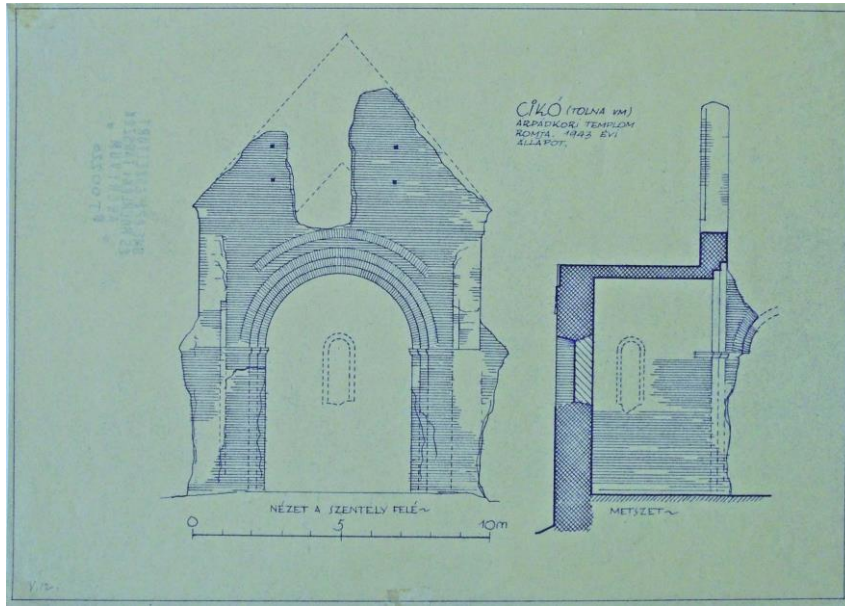 CIKÓ (TOLNA VM)
ÁRPÁDKORI TEMPLOM
ROMJA. 1943 ÉVI
ÁLLAPOT.
NÉZET A SZENTÉLY FELÉ~
METSZET~
0 5 10m